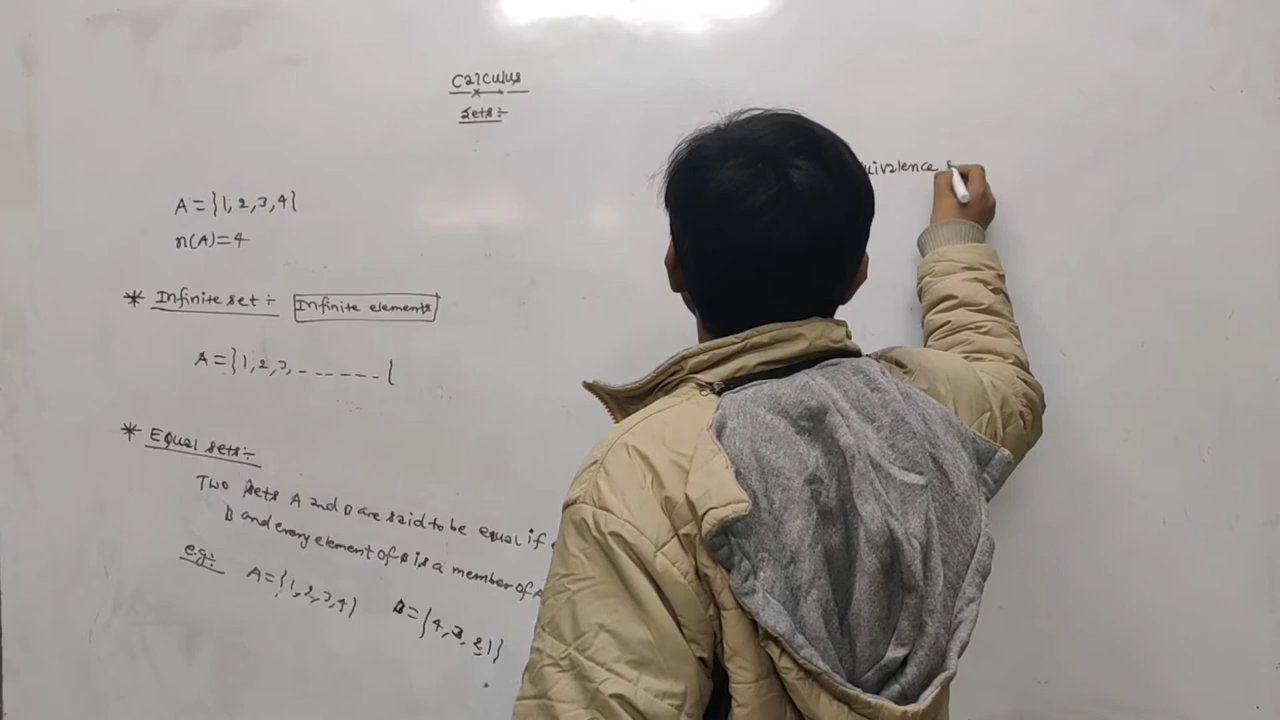 Calculus
Sets:-
A={1,2,3,4}
n(A)=4
* Infinite set:- Infinite elements
A={1,2,3,------}
* Equal sets:-
Two sets A and B are said to be equal if
B and every element of B is a member of A
e.g:- A={1,2,3,4} B={4,3,2,1}
uivalence